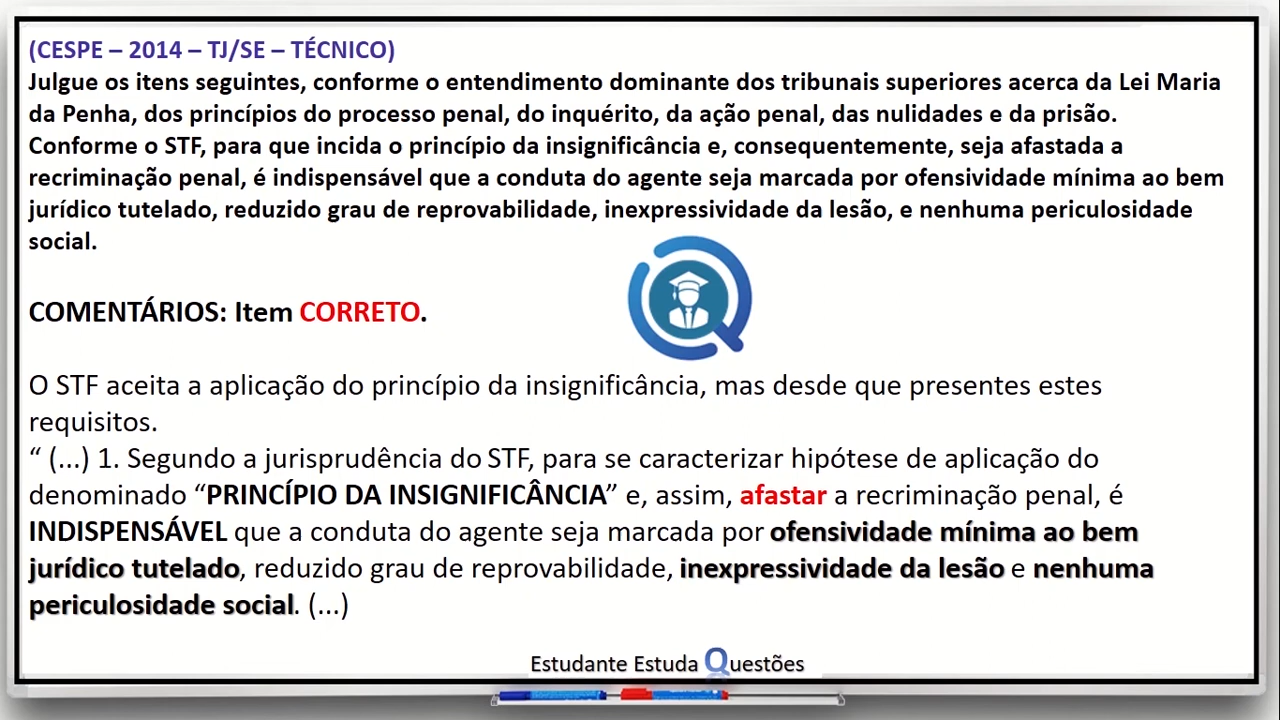 (CESPE – 2014 – TJ/SE – TÉCNICO)
Julgue os itens seguintes, conforme o entendimento dominante dos tribunais superiores acerca da Lei Maria
da Penha, dos princípios do processo penal, do inquérito, da ação penal, das nulidades e da prisão.
Conforme o STF, para que incida o princípio da insignificância e, consequentemente, seja afastada a
recriminação penal, é indispensável que a conduta do agente seja marcada por ofensividade mínima ao bem
jurídico tutelado, reduzido grau de reprovabilidade, inexpressividade da lesão, e nenhuma periculosidade
social.
COMENTÁRIOS: Item CORRETO.
O STF aceita a aplicação do princípio da insignificância, mas desde que presentes estes
requisitos.
“ (...) 1. Segundo a jurisprudência do STF, para se caracterizar hipótese de aplicação do
denominado “PRINCÍPIO DA INSIGNIFICÂNCIA” e, assim, afastar a recriminação penal, é
INDISPENSÁVEL que a conduta do agente seja marcada por ofensividade mínima ao bem
jurídico tutelado, reduzido grau de reprovabilidade, inexpressividade da lesão e nenhuma
periculosidade social. (...)
Estudante Estuda Questões